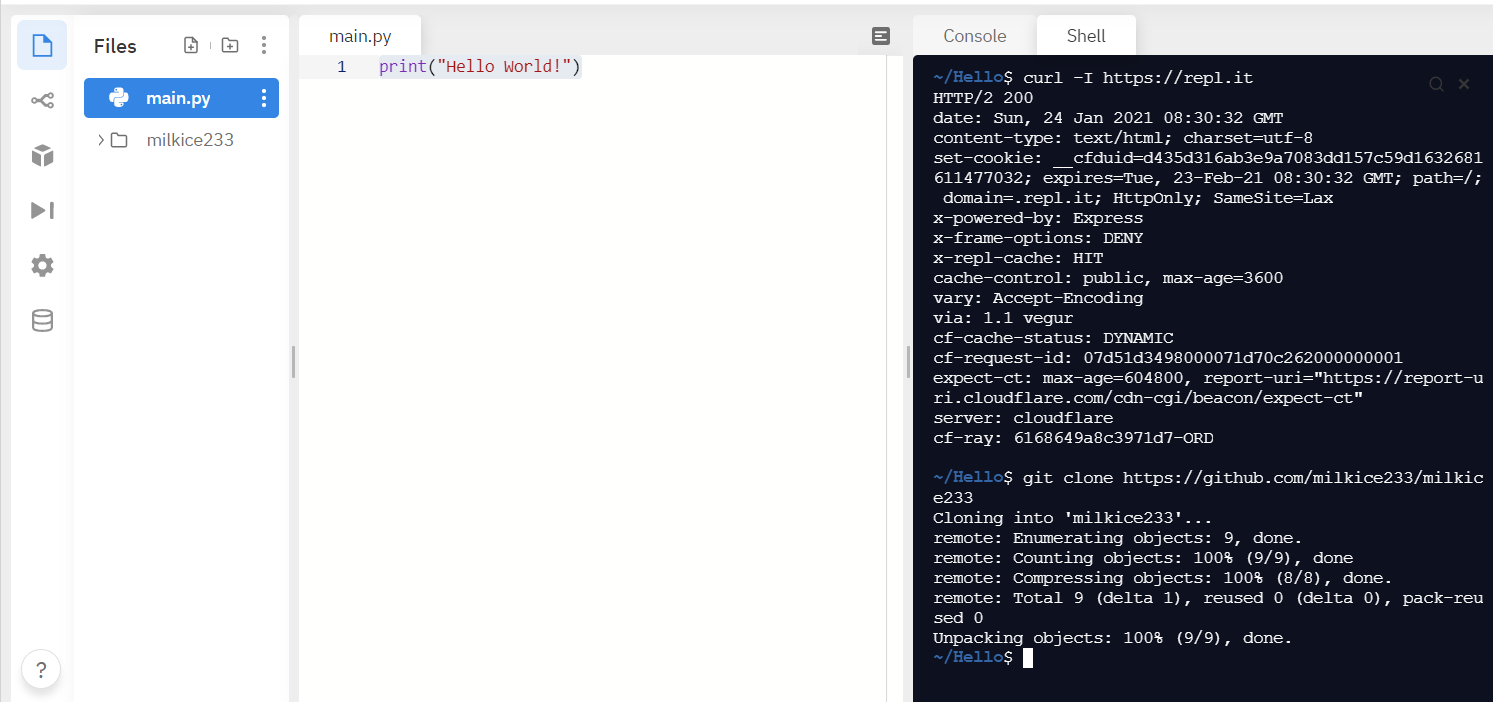 Files
main.py
milkice233
?
main.py
1 print("Hello World!")
Console Shell
~/Hello$ curl -I https://repl.it
HTTP/2 200
date: Sun, 24 Jan 2021 08:30:32 GMT
content-type: text/html; charset=utf-8
set-cookie: __cfduid=d435d316ab3e9a7083dd157c59d1632681
611477032; expires=Tue, 23-Feb-21 08:30:32 GMT; path=/;
 domain=.repl.it; HttpOnly; SameSite=Lax
x-powered-by: Express
x-frame-options: DENY
x-repl-cache: HIT
cache-control: public, max-age=3600
vary: Accept-Encoding
via: 1.1 vegur
cf-cache-status: DYNAMIC
cf-request-id: 07d51d3498000071d70c262000000001
expect-ct: max-age=604800, report-uri="https://report-u
ri.cloudflare.com/cdn-cgi/beacon/expect-ct"
server: cloudflare
cf-ray: 6168649a8c3971d7-ORD
~/Hello$ git clone https://github.com/milkice233/milkic
e233
Cloning into 'milkice233'...
remote: Enumerating objects: 9, done.
remote: Counting objects: 100% (9/9), done
remote: Compressing objects: 100% (8/8), done.
remote: Total 9 (delta 1), reused 0 (delta 0), pack-reu
sed 0
Unpacking objects: 100% (9/9), done.
~/Hello$